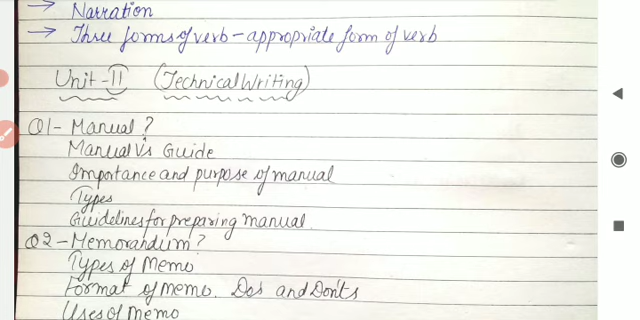 → Narration
→ Three forms of verb - appropriate form of verb
Unit-II (Technical Writing)
Q1- Manual?
Manual Vs Guide
Importance and purpose of manual
Types
Guidelines for preparing manual.
Q2- Memorandum?
Types of Memo
Format of Memo. Do's and Don'ts
Uses of Memo